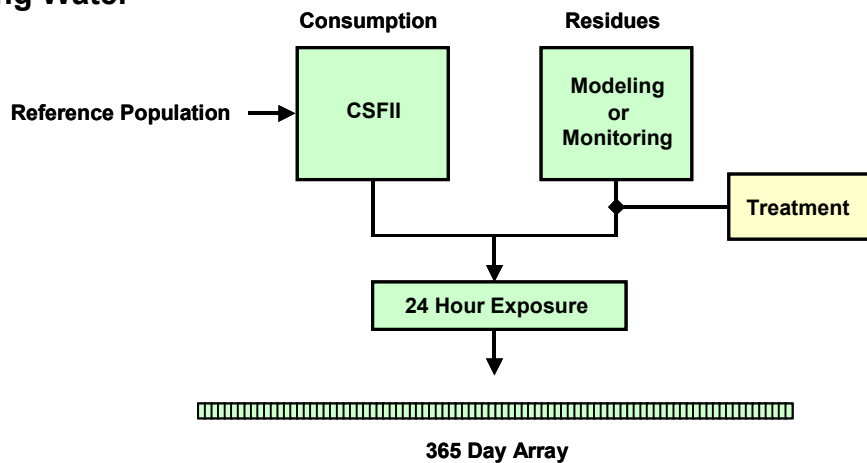 Consumption
Residues
Reference Population
CSFII
Modeling
or
Monitoring
Treatment
24 Hour Exposure
365 Day Array